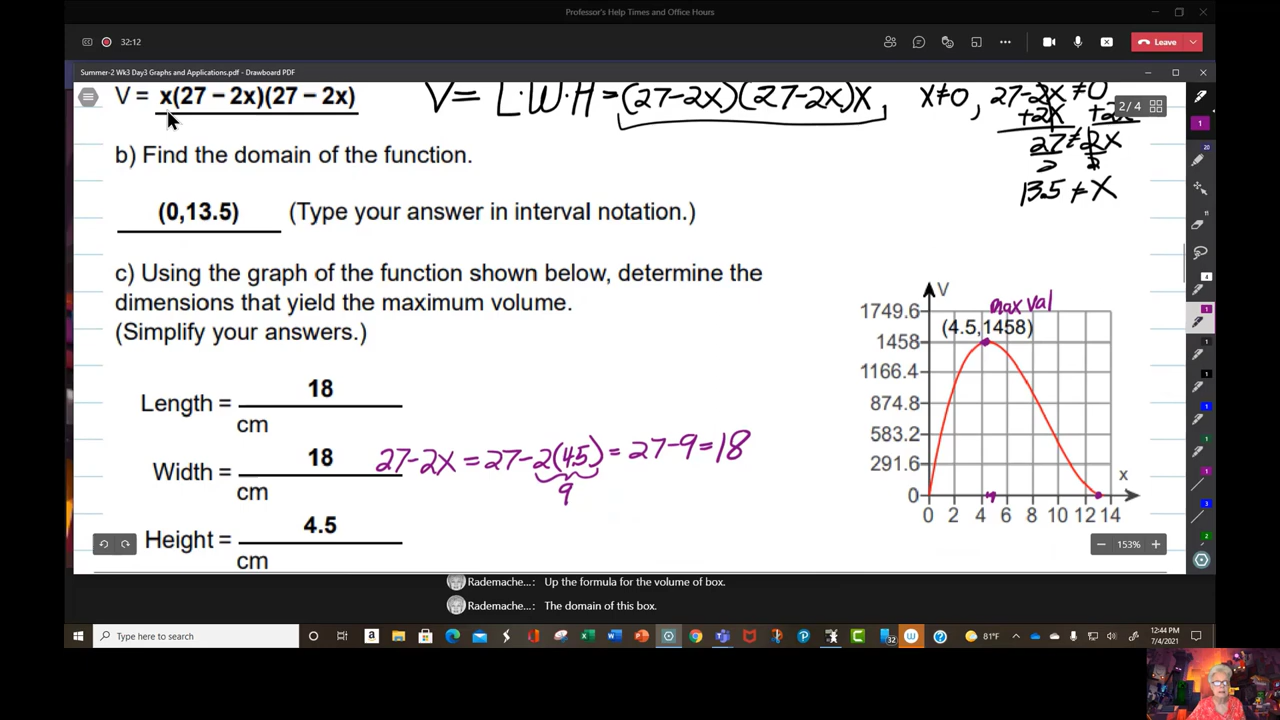 Professor's Help Times and Office Hours
32:12
Leave
Summer-2 Wk3 Day3 Graphs and Applications.pdf - Drawboard PDF
V = x(27 – 2x)(27 – 2x)
V = L·W·H = (27-2x)(27-2x)x, x≠0, 27-2x≠0
+2x +2x
27≠2x
2 2
13.5 ≠ x
2/4
b) Find the domain of the function.
(0,13.5) (Type your answer in interval notation.)
c) Using the graph of the function shown below, determine the
dimensions that yield the maximum volume.
(Simplify your answers.)
Length = 18
cm
Width = 18
cm
27-2x = 27-2(4.5) = 27-9 = 18
9
Height = 4.5
cm
V
max val
(4.5,1458)
1749.6
1458
1166.4
874.8
583.2
291.6
0
x
0 2 4 6 8 10 12 14
153%
Rademache...: Up the formula for the volume of box.
Rademache...: The domain of this box.
Type here to search
81°F
12:44 PM
7/4/2021